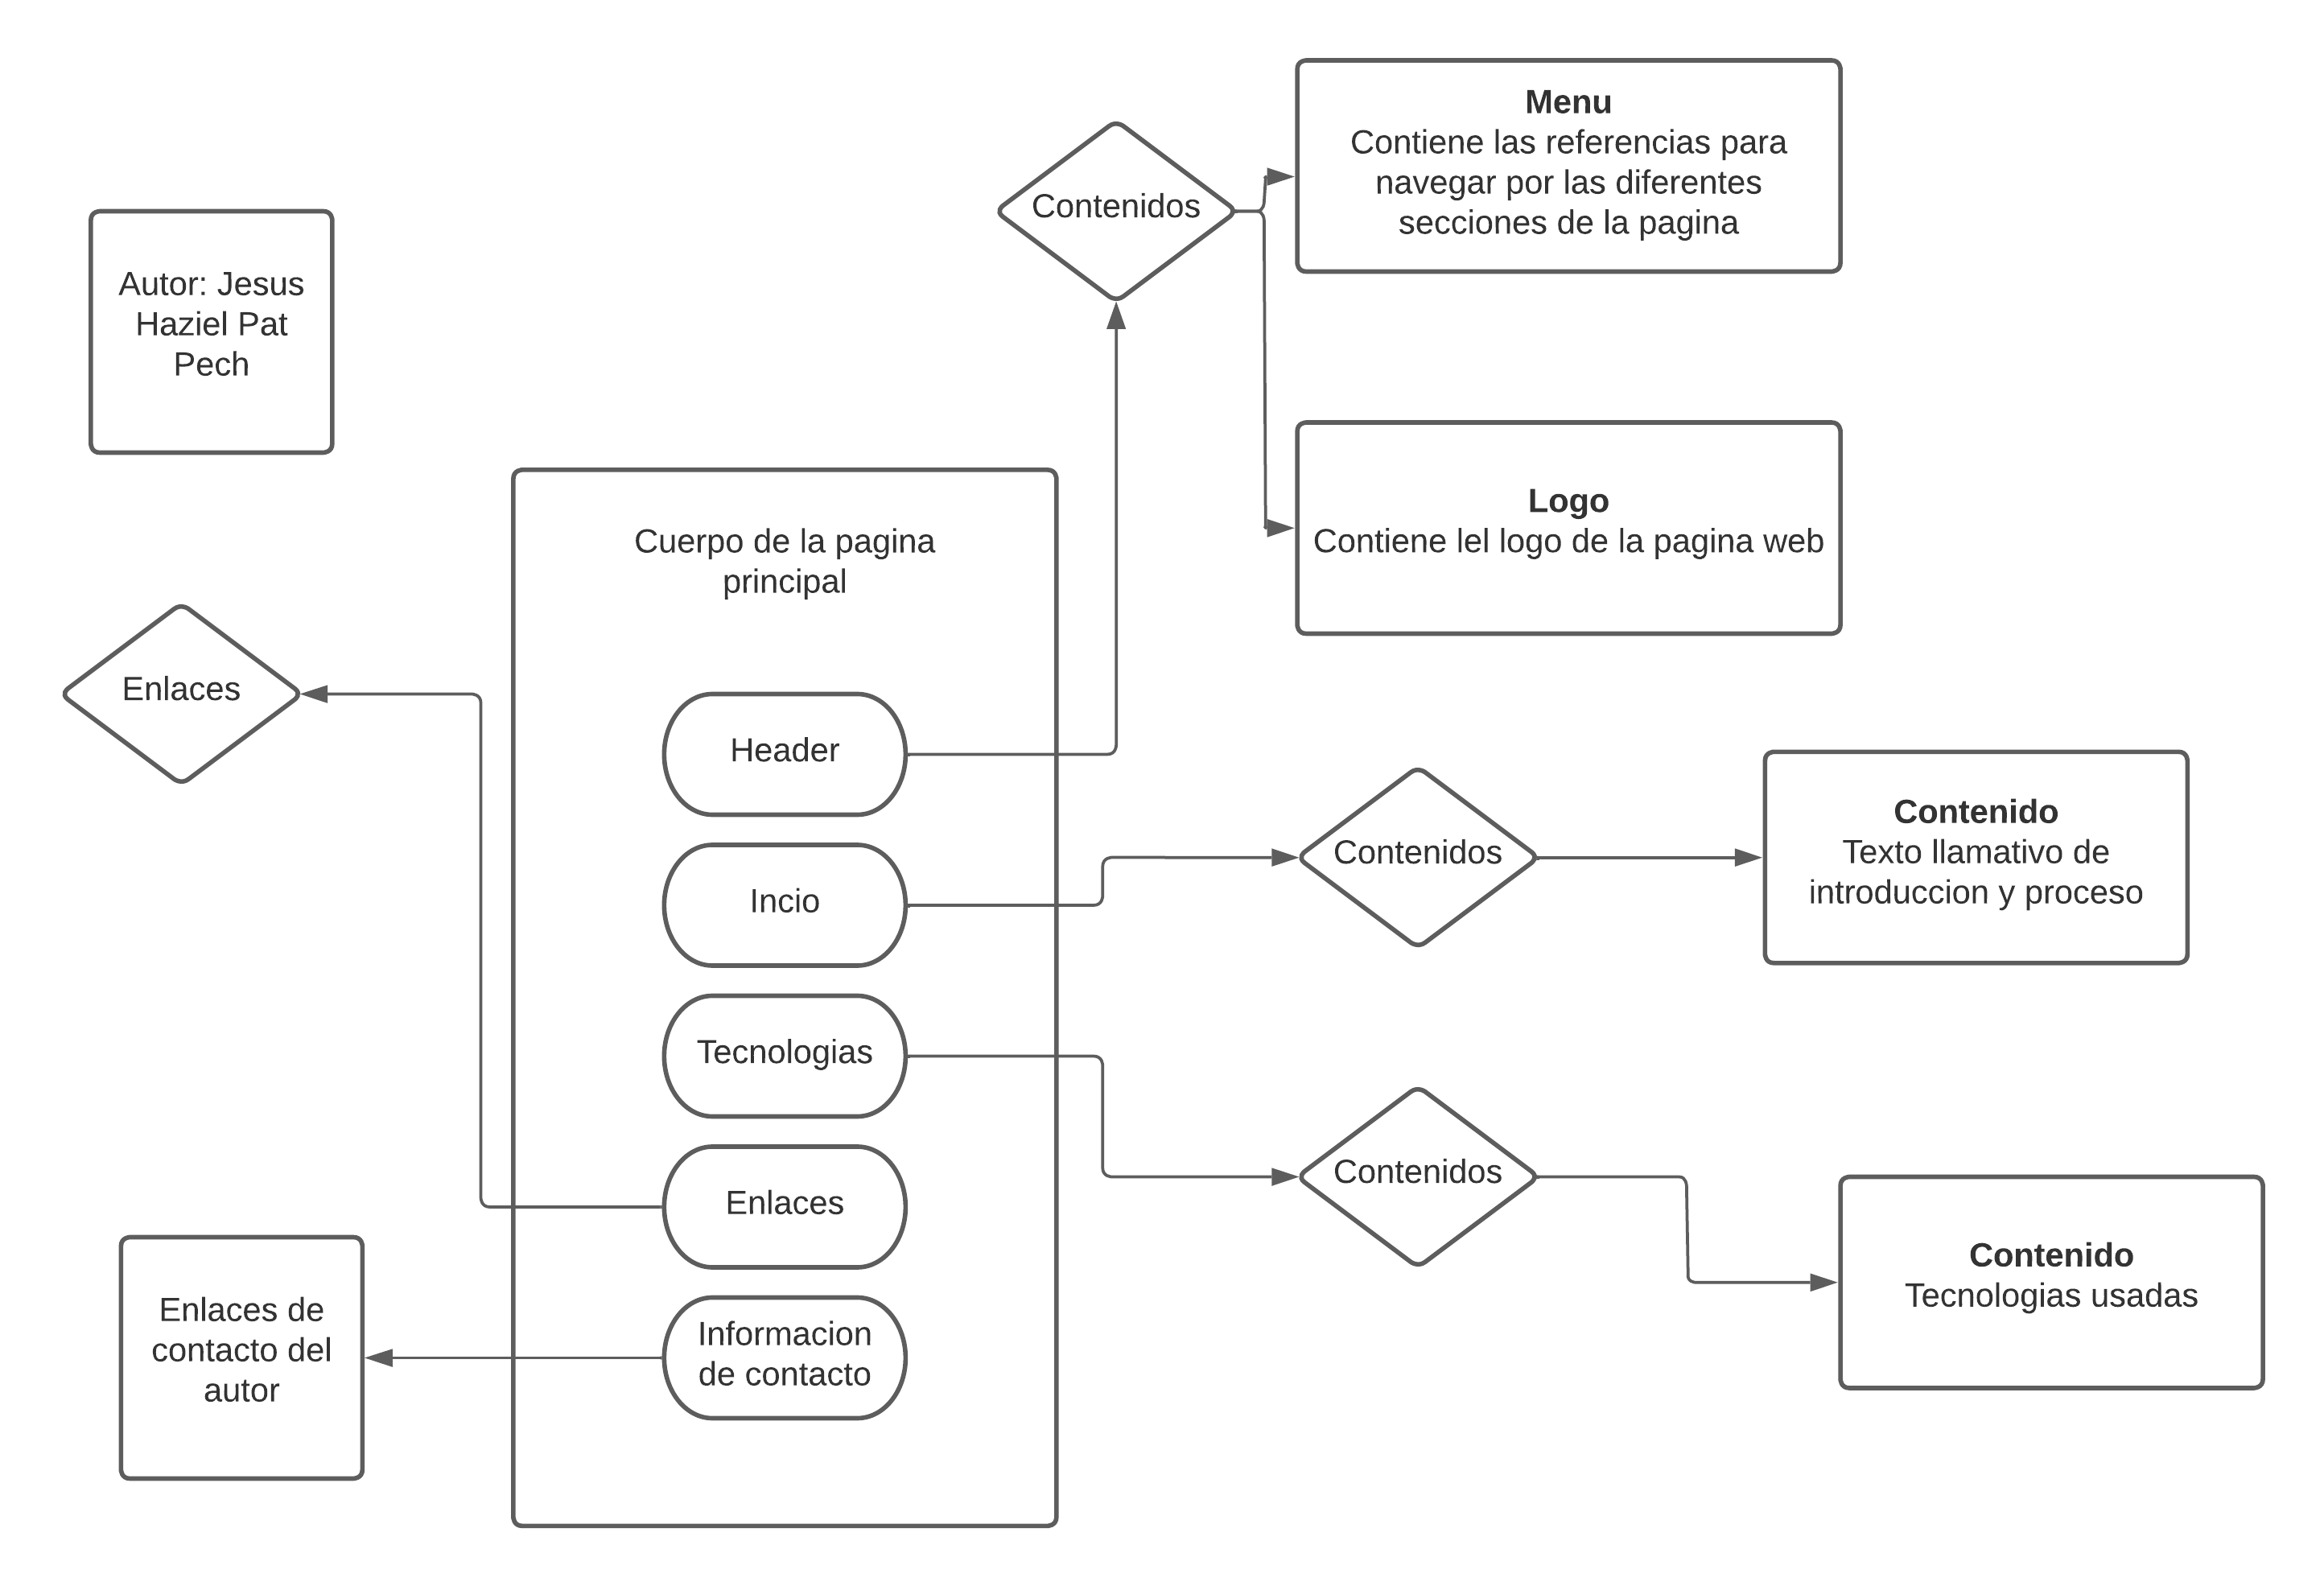 Menu
Contiene las referencias para
navegar por las diferentes
secciones de la pagina
Contenidos
Autor: Jesus
Haziel Pat
Pech
Logo
Contiene lel logo de la pagina web
Cuerpo de la pagina
principal
Enlaces
Header
Contenidos
Contenido
Texto llamativo de
introduccion y proceso
Incio
Tecnologias
Contenidos
Enlaces
Contenido
Tecnologias usadas
Enlaces de
contacto del
autor
Informacion
de contacto